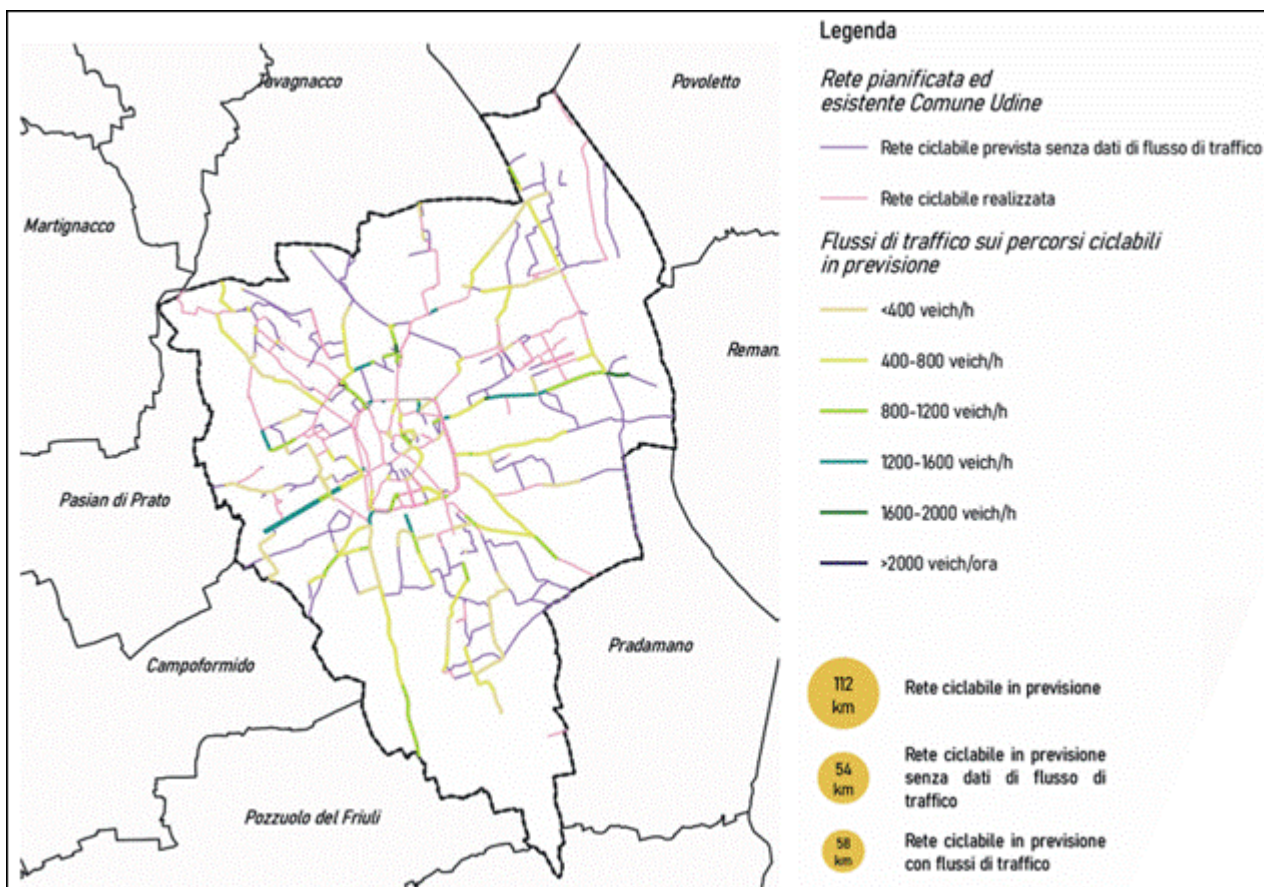 Tavagnacco
Povoletto
Martignacco
Pasian di Prato
Campoformido
Pozzuolo del Friuli
Pradamano
Reman
Legenda
Rete pianificata ed
esistente Comune Udine
Rete ciclabile prevista senza dati di flusso di traffico
Rete ciclabile realizzata
Flussi di traffico sui percorsi ciclabili
in previsione
<400 veich/h
400-800 veich/h
800-1200 veich/h
1200-1600 veich/h
1600-2000 veich/h
>2000 veich/ora
112
km
Rete ciclabile in previsione
54
km
Rete ciclabile in previsione
senza dati di flusso di
traffico
58
km
Rete ciclabile in previsione
con flussi di traffico